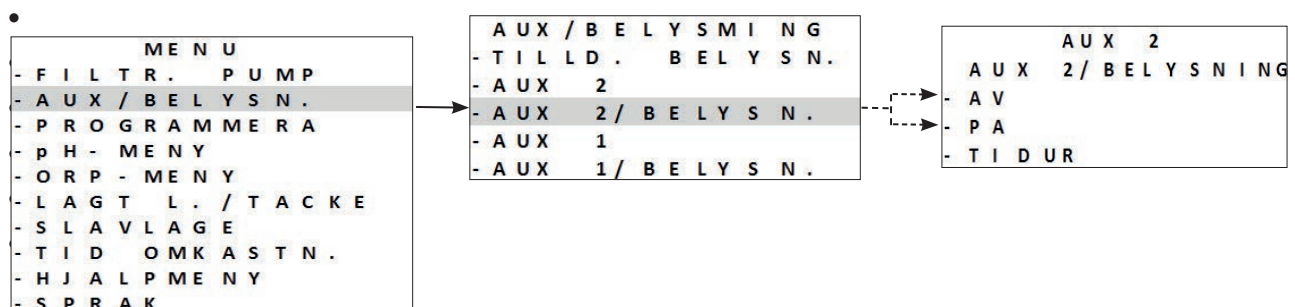 MENU
- FILTR. PUMP
- AUX/BELYSN.
- PROGRAMMERA
- pH- MENY
- ORP-MENY
- LAGT L./TACKE
- SLAVLAGE
- TID OMKASTN.
- HJALPMENY
- SPRAK
AUX/BELYSMING
- TILLD. BELYSN.
- AUX 2
- AUX 2/BELYSN.
- AUX 1
- AUX 1/BELYSN.
AUX 2
AUX 2/BELYSNING
- AV
- PA
- TIDUR